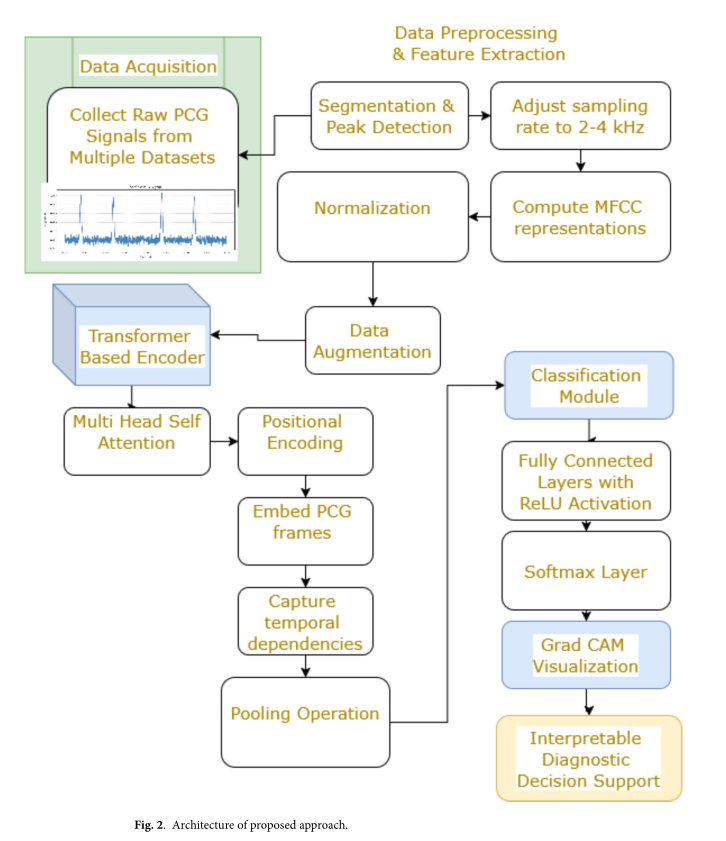 Data Preprocessing
& Feature Extraction
Data Acquisition
Collect Raw PCG
Signals from
Multiple Datasets
Segmentation &
Peak Detection
Adjust sampling
rate to 2-4 kHz
Normalization
Compute MFCC
representations
Data
Augmentation
Transformer
Based Encoder
Multi Head Self
Attention
Positional
Encoding
Embed PCG
frames
Capture
temporal
dependencies
Pooling Operation
Classification
Module
Fully Connected
Layers with
ReLU Activation
Softmax Layer
Grad CAM
Visualization
Interpretable
Diagnostic
Decision Support
Fig. 2. Architecture of proposed approach.